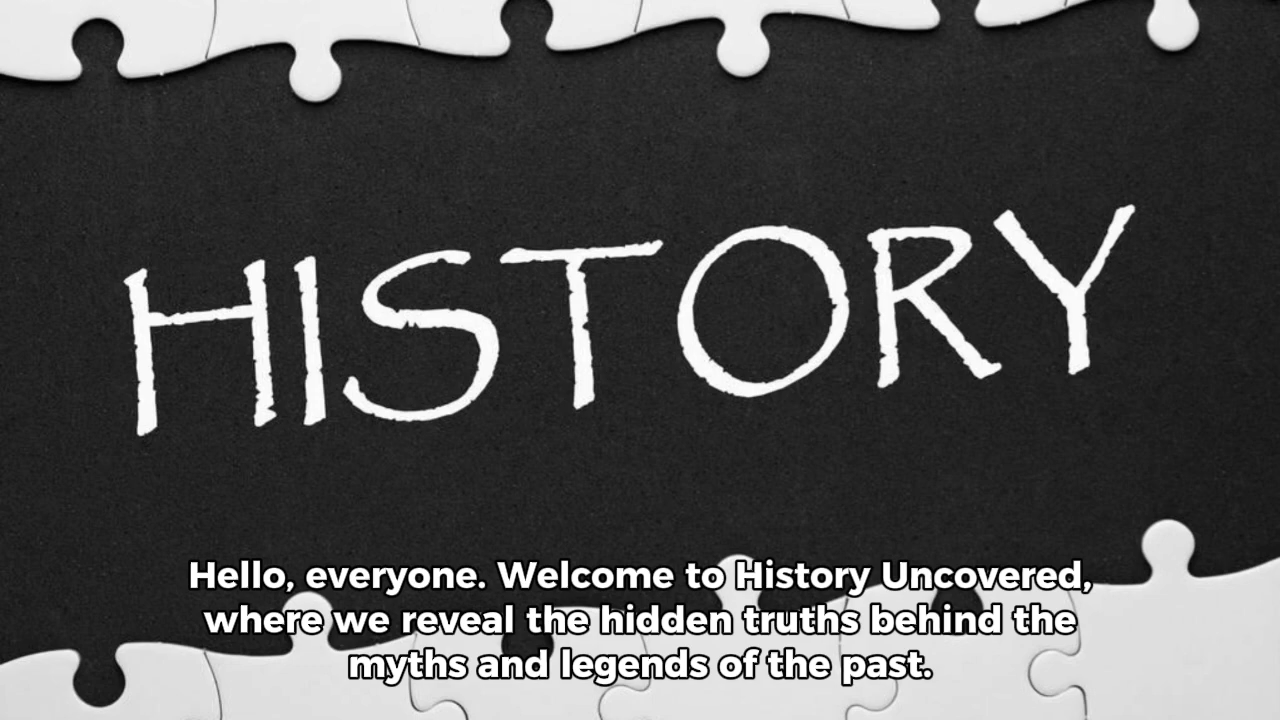 HISTORY
Hello, everyone. Welcome to History Uncovered,
where we reveal the hidden truths behind the
myths and legends of the past.